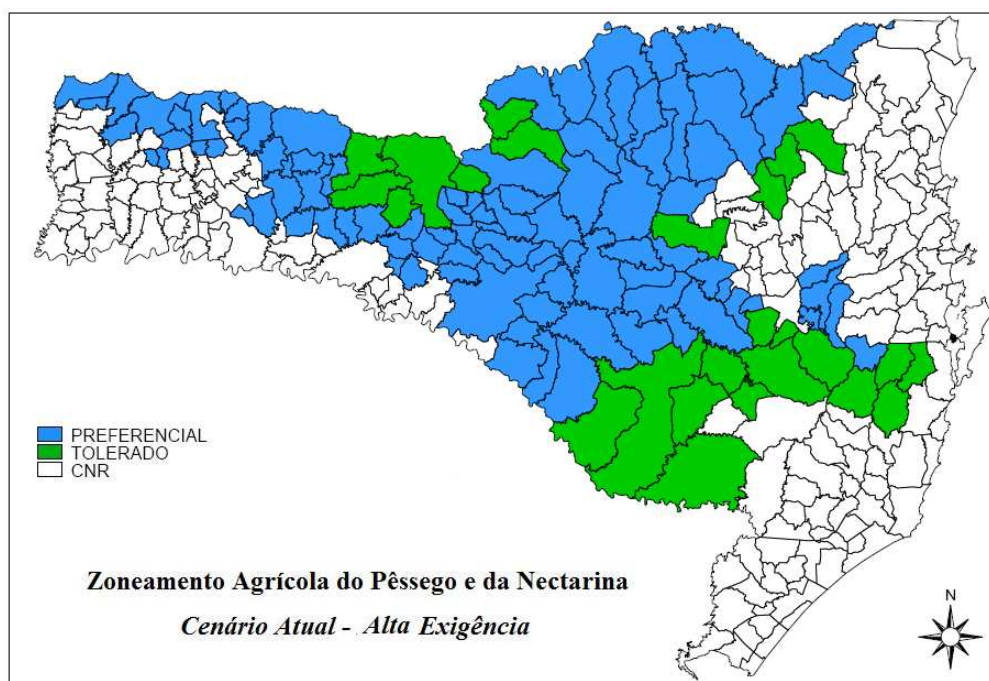 PREFERENCIAL
TOLERADO
CNR
Zoneamento Agrícola do Pêssego e da Nectarina
Cenário Atual - Alta Exigência
N